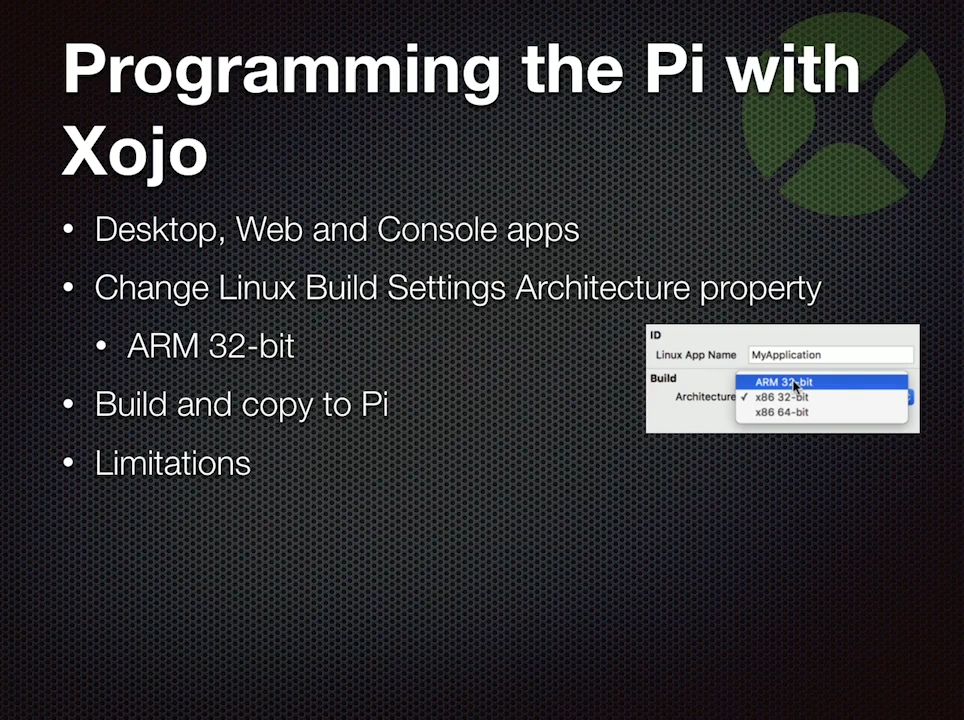 Programming the Pi with
Xojo
• Desktop, Web and Console apps
• Change Linux Build Settings Architecture property
• ARM 32-bit
• Build and copy to Pi
• Limitations
ID
Linux App Name MyApplication
Build
ARM 32-bit
Architecture ✓ x86 32-bit
x86 64-bit